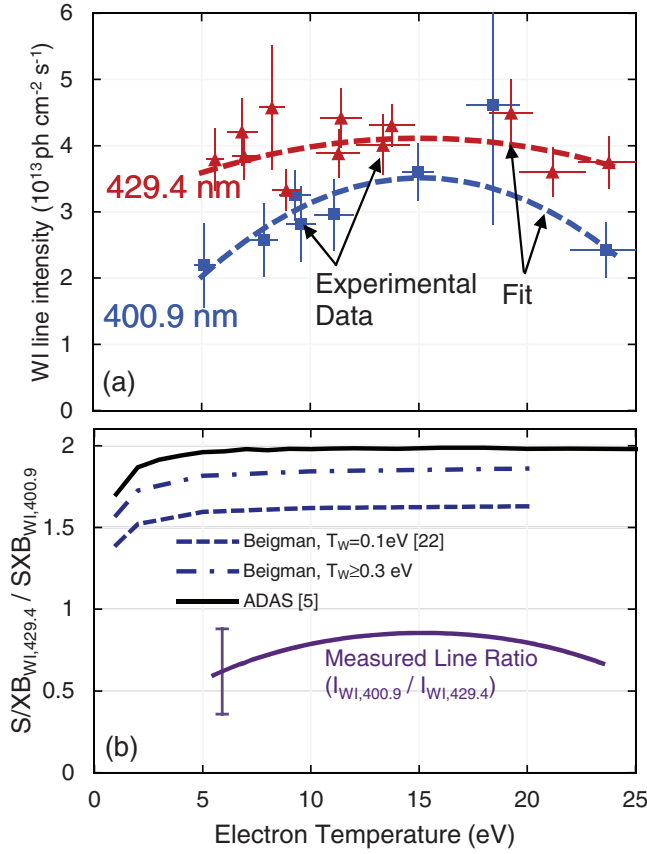 6
5
4
3
2
1
0
WI line intensity (10¹³ ph cm⁻² s⁻¹)
429.4 nm
400.9 nm
Experimental
Data
Fit
(a)
2
1.5
1
0.5
0
S/XB_WI,429.4 / SXB_WI,400.9
Beigman, T_W=0.1eV [22]
Beigman, T_W≥0.3 eV
ADAS [5]
Measured Line Ratio
(I_WI,400.9 / I_WI,429.4)
(b)
0 5 10 15 20 25
Electron Temperature (eV)